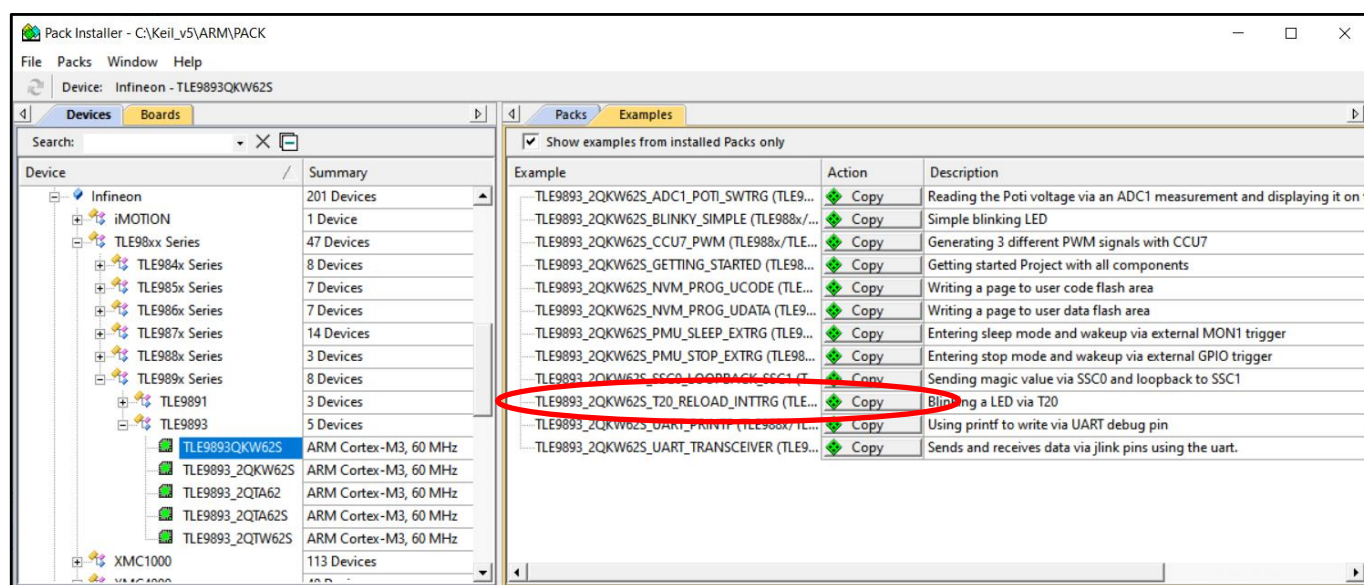 Pack Installer - C:\Keil_v5\ARM\PACK
File Packs Window Help
Device: Infineon - TLE9893QKW62S
Devices Boards
Search:
Device Summary
Infineon 201 Devices
iMOTION 1 Device
TLE98xx Series 47 Devices
TLE984x Series 8 Devices
TLE985x Series 7 Devices
TLE986x Series 7 Devices
TLE987x Series 14 Devices
TLE988x Series 3 Devices
TLE989x Series 8 Devices
TLE9891 3 Devices
TLE9893 5 Devices
TLE9893QKW62S ARM Cortex-M3, 60 MHz
TLE9893_2QKW62S ARM Cortex-M3, 60 MHz
TLE9893_2QTA62 ARM Cortex-M3, 60 MHz
TLE9893_2QTA62S ARM Cortex-M3, 60 MHz
TLE9893_2QTW62S ARM Cortex-M3, 60 MHz
XMC1000 113 Devices
Packs Examples
Show examples from installed Packs only
Example Action Description
TLE9893_2QKW62S_ADC1_POTI_SWTRG (TLE9... Copy Reading the Poti voltage via an ADC1 measurement and displaying it on
TLE9893_2QKW62S_BLINKY_SIMPLE (TLE988x/... Copy Simple blinking LED
TLE9893_2QKW62S_CCU7_PWM (TLE988x/TLE... Copy Generating 3 different PWM signals with CCU7
TLE9893_2QKW62S_GETTING_STARTED (TLE98... Copy Getting started Project with all components
TLE9893_2QKW62S_NVM_PROG_UCODE (TLE... Copy Writing a page to user code flash area
TLE9893_2QKW62S_NVM_PROG_UDATA (TLE9... Copy Writing a page to user data flash area
TLE9893_2QKW62S_PMU_SLEEP_EXTRG (TLE9... Copy Entering sleep mode and wakeup via external MON1 trigger
TLE9893_2QKW62S_PMU_STOP_EXTRG (TLE98... Copy Entering stop mode and wakeup via external GPIO trigger
TLE9893_2QKW62S_SSC0_LOOPBACK_SSC1 (T... Copy Sending magic value via SSC0 and loopback to SSC1
TLE9893_2QKW62S_T20_RELOAD_INTTRG (TLE... Copy Blinking a LED via T20
TLE9893_2QKW62S_UART_PRINTF (TLE988x/TL... Copy Using printf to write via UART debug pin
TLE9893_2QKW62S_UART_TRANSCEIVER (TLE9... Copy Sends and receives data via jlink pins using the uart.